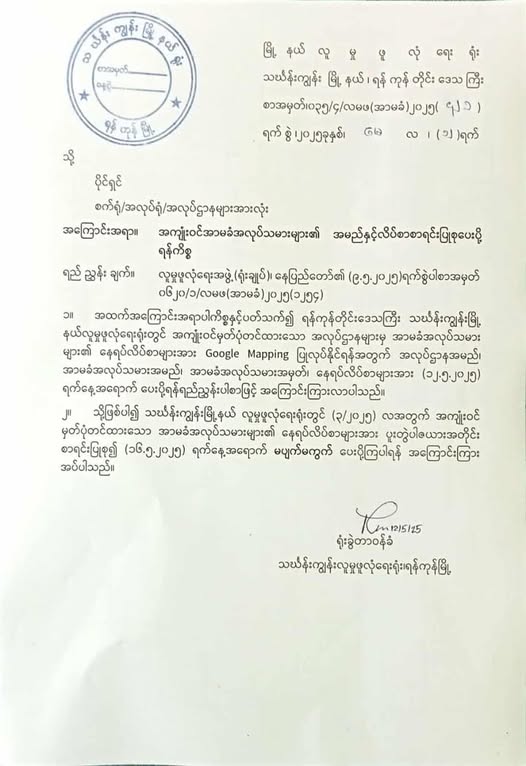 သင်္ဃန်းကျွန်းမြို့နယ်ရုံး
စာအမှတ်
နေ့စွဲ
ရန်ကုန်မြို့
မြို့ နယ် လူ မှု ဖူ လုံ ရေး ရုံး
သင်္ဃန်းကျွန်း မြို့ နယ် ၊ ရန် ကုန် တိုင်း ဒေသ ကြီး
စာအမှတ်၊၀၃၅/၄/လမဖ(အာမခံ)၂၀၂၅( )
ရက် စွဲ ၊၂၀၂၅ခုနှစ်၊ မေ လ ၊ (၁၂)ရက်
သို့
ပိုင်ရှင်
စက်ရုံ/အလုပ်ရုံ/အလုပ်ဌာနများအားလုံး
အကြောင်းအရာ။ အကျုံးဝင်အာမခံအလုပ်သမားများ၏ အမည်နှင့်လိပ်စာစာရင်းပြုစုပေးပို့
ရန်ကိစ္စ
ရည် ညွှန်း ချက်။ လူမှုဖူလုံရေးအဖွဲ့(ရုံးချုပ်)၊ နေပြည်တော်၏ (၉.၅.၂၀၂၅)ရက်စွဲပါစာအမှတ်
၀၆၂၀/၁/လမဖ(အာမခံ)၂၀၂၅(၁၂၅၄)
၁။ အထက်အကြောင်းအရာပါကိစ္စနှင့်ပတ်သက်၍ ရန်ကုန်တိုင်းဒေသကြီး သင်္ဃန်းကျွန်းမြို့
နယ်လူမှုဖူလုံရေးရုံးတွင် အကျုံးဝင်မှတ်ပုံတင်ထားသော အလုပ်ဌာနများမှ အာမခံအလုပ်သမား
များ၏ နေရပ်လိပ်စာများအား Google Mapping ပြုလုပ်နိုင်ရန်အတွက် အလုပ်ဌာနအမည်၊
အာမခံအလုပ်သမားအမည်၊ အာမခံအလုပ်သမားအမှတ်၊ နေရပ်လိပ်စာများအား (၁၂.၅.၂၀၂၅)
ရက်နေ့အရောက် ပေးပို့ရန်ရည်ညွှန်းပါစာဖြင့် အကြောင်းကြားလာပါသည်။
၂။ သို့ဖြစ်ပါ၍ သင်္ဃန်းကျွန်းမြို့နယ် လူမှုဖူလုံရေးရုံးတွင် (၃/၂၀၂၅) လအတွက် အကျုံးဝင်
မှတ်ပုံတင်ထားသော အာမခံအလုပ်သမားများ၏ နေရပ်လိပ်စာများအား ပူးတွဲပါဇယားအတိုင်း
စာရင်းပြုစု၍ (၁၆.၅.၂၀၂၅) ရက်နေ့အရောက် မပျက်မကွက် ပေးပို့ကြပါရန် အကြောင်းကြား
အပ်ပါသည်။
12/5/25
ရုံးခွဲတာဝန်ခံ
သင်္ဃန်းကျွန်းလူမှုဖူလုံရေးရုံး၊ရန်ကုန်မြို့